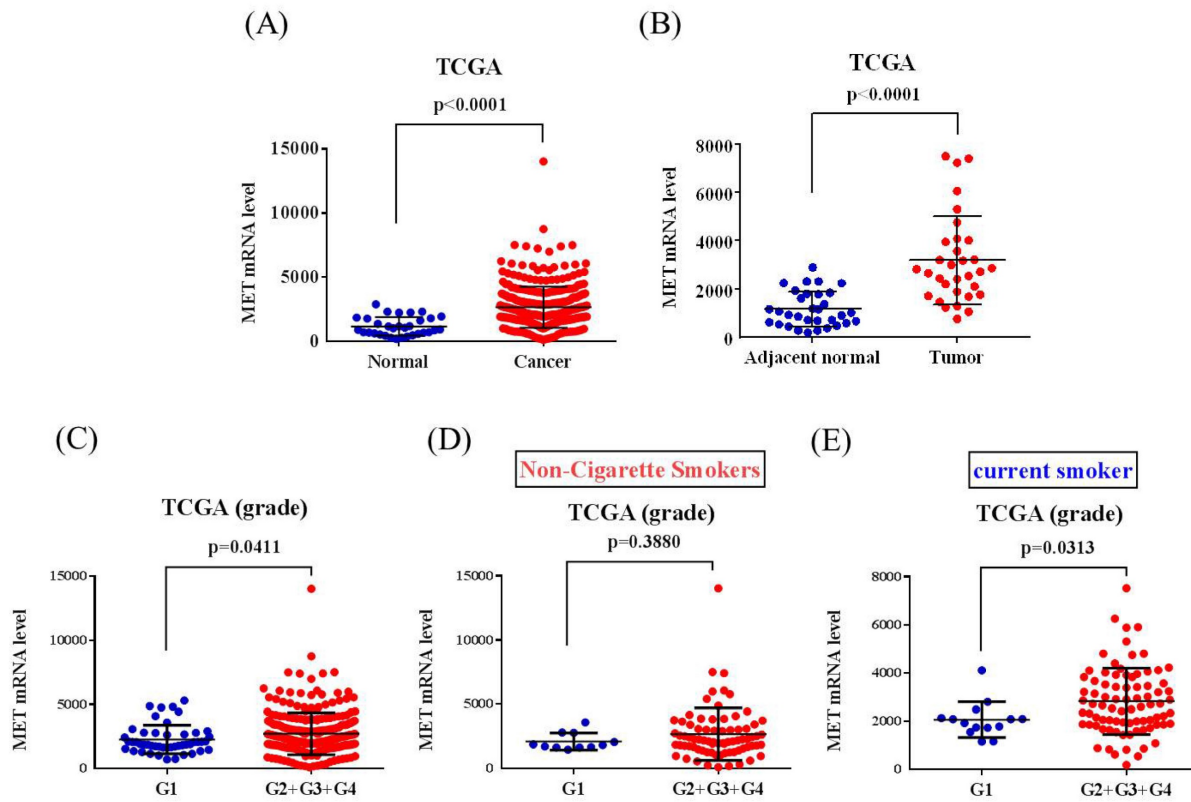 (A)
TCGA
p<0.0001
MET mRNA level
15000
10000
5000
0
Normal
Cancer
(B)
TCGA
p<0.0001
MET mRNA level
8000
6000
4000
2000
0
Adjacent normal
Tumor
(C)
TCGA (grade)
p=0.0411
MET mRNA level
15000
10000
5000
0
G1
G2+G3+G4
(D)
Non-Cigarette Smokers
TCGA (grade)
p=0.3880
MET mRNA level
15000
10000
5000
0
G1
G2+G3+G4
(E)
current smoker
TCGA (grade)
p=0.0313
MET mRNA level
8000
6000
4000
2000
0
G1
G2+G3+G4